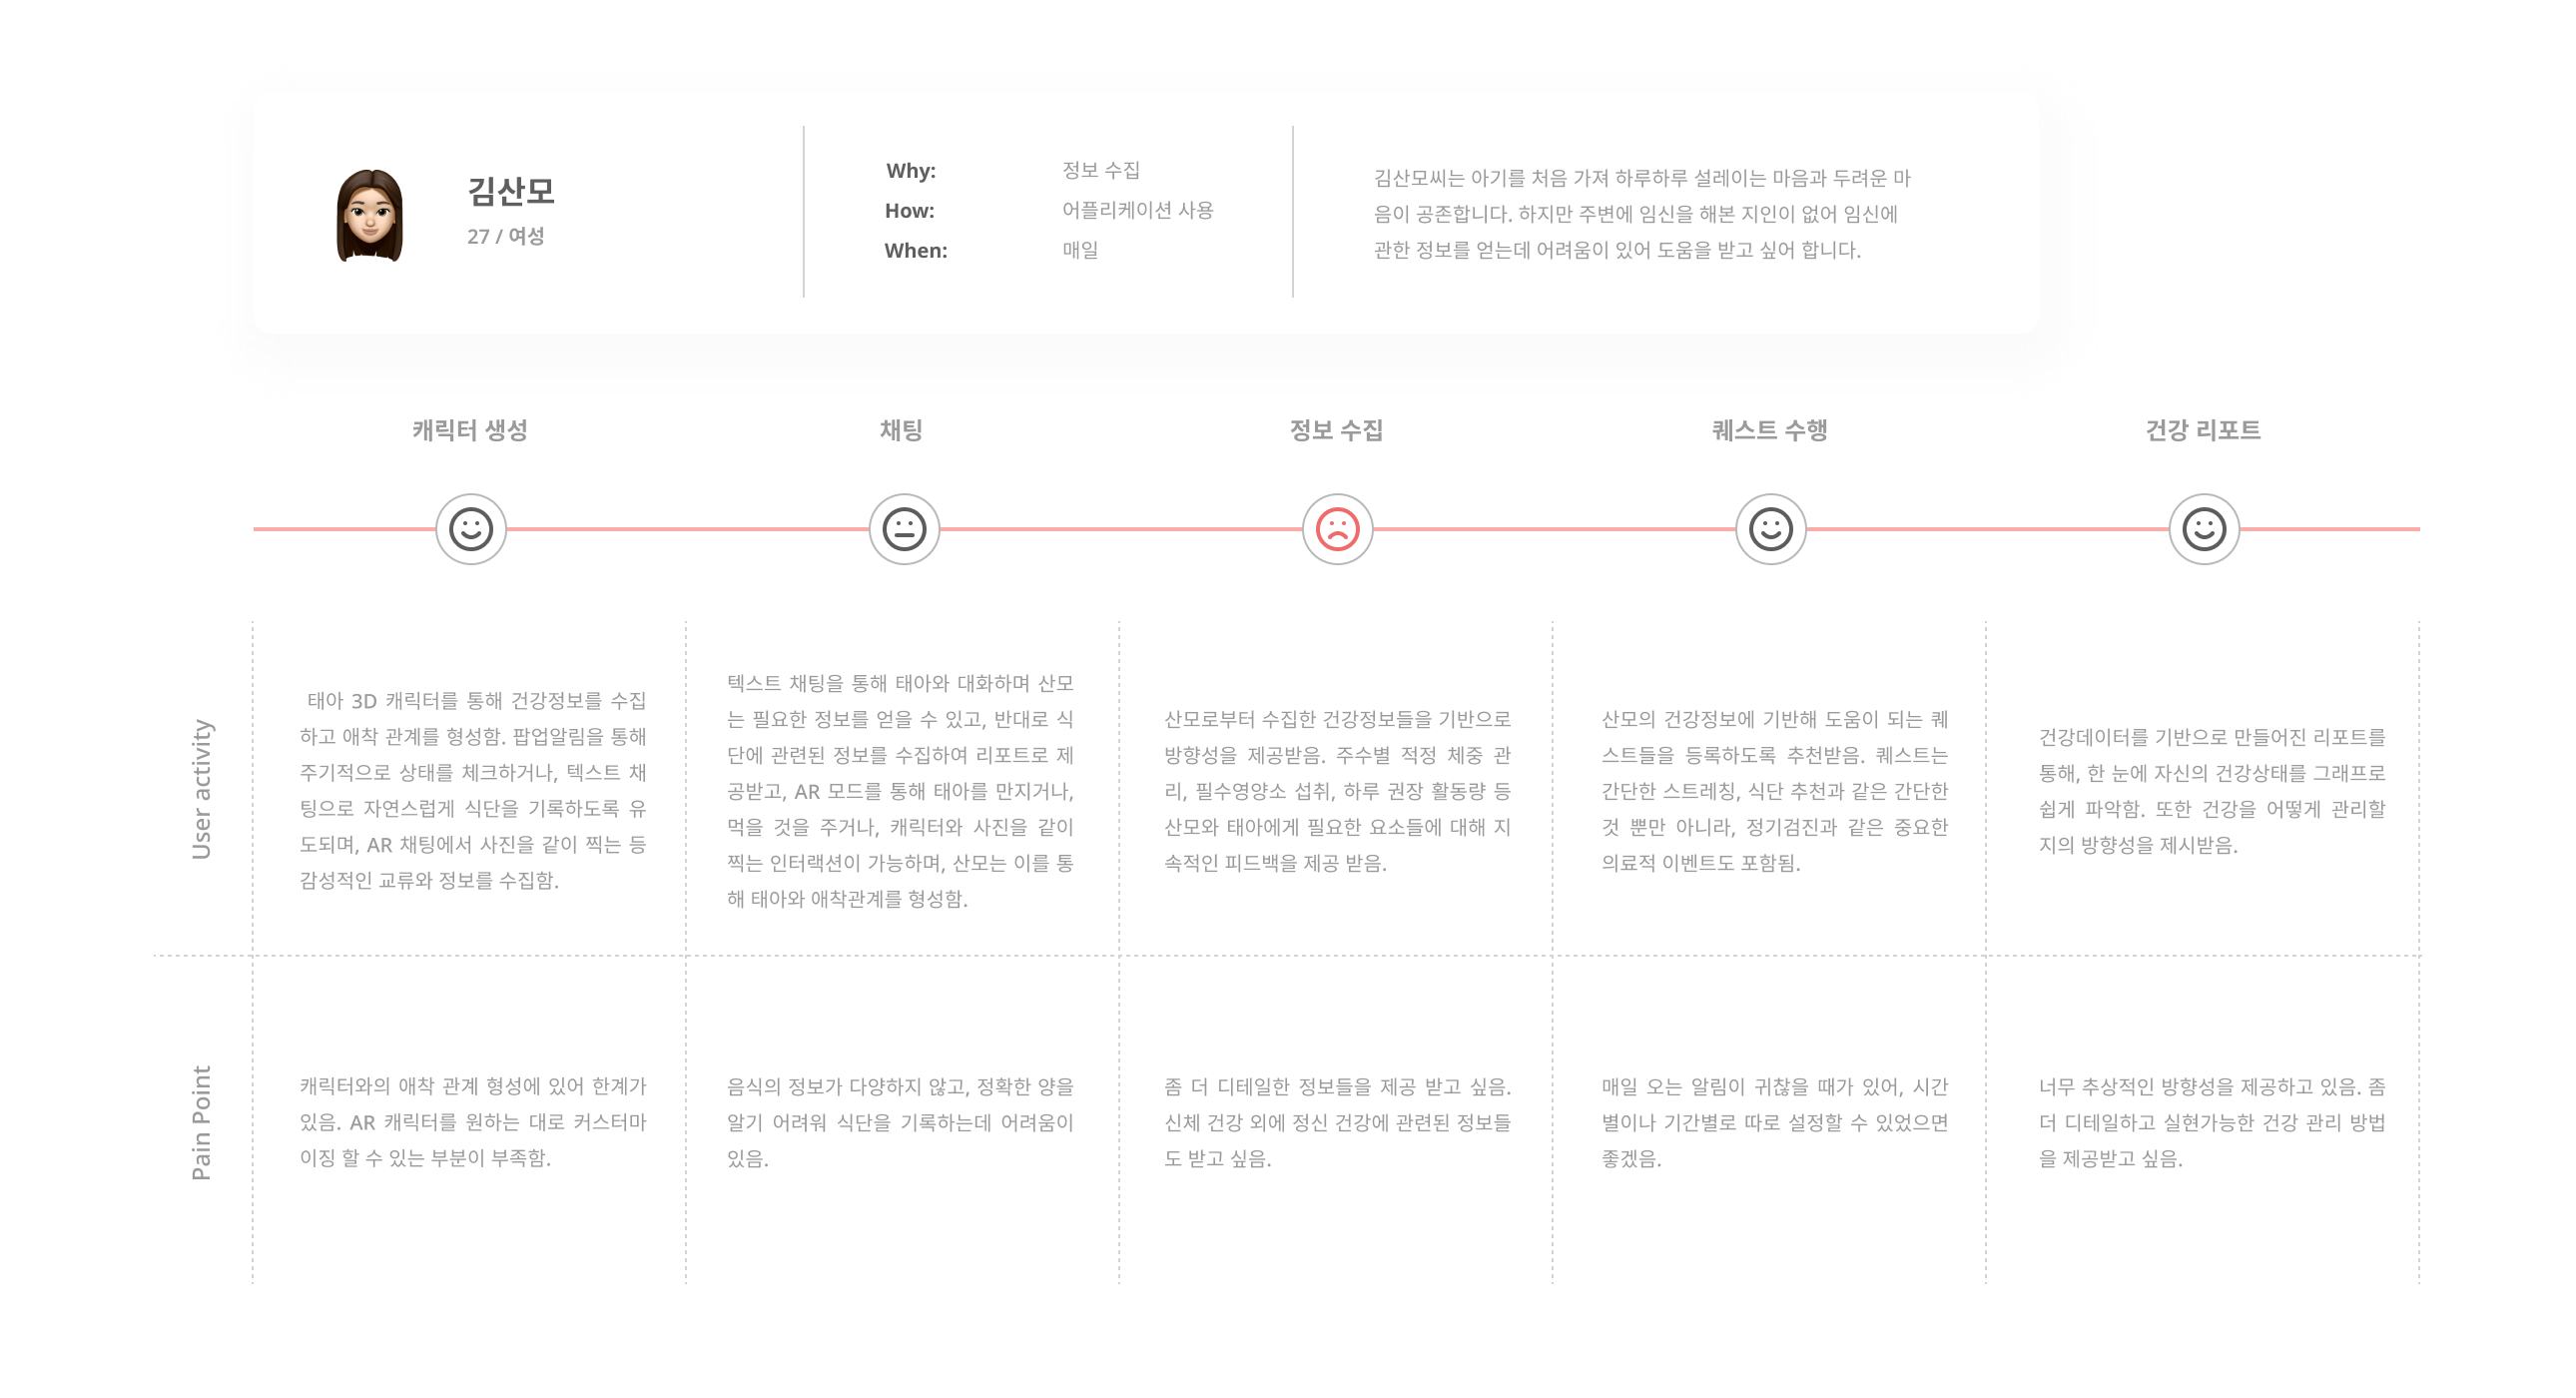 김산모
27 / 여성
Why: 정보 수집
How: 어플리케이션 사용
When: 매일
김산모씨는 아기를 처음 가져 하루하루 설레이는 마음과 두려운 마
음이 공존합니다. 하지만 주변에 임신을 해본 지인이 없어 임신에
관한 정보를 얻는데 어려움이 있어 도움을 받고 싶어 합니다.
캐릭터 생성
채팅
정보 수집
퀘스트 수행
건강 리포트
User activity
태아 3D 캐릭터를 통해 건강정보를 수집
하고 애착 관계를 형성함. 팝업알림을 통해
주기적으로 상태를 체크하거나, 텍스트 채
팅으로 자연스럽게 식단을 기록하도록 유
도되며, AR 채팅에서 사진을 같이 찍는 등
감성적인 교류와 정보를 수집함.
텍스트 채팅을 통해 태아와 대화하며 산모
는 필요한 정보를 얻을 수 있고, 반대로 식
단에 관련된 정보를 수집하여 리포트로 제
공받고, AR 모드를 통해 태아를 만지거나,
먹을 것을 주거나, 캐릭터와 사진을 같이
찍는 인터랙션이 가능하며, 산모는 이를 통
해 태아와 애착관계를 형성함.
산모로부터 수집한 건강정보들을 기반으로
방향성을 제공받음. 주수별 적정 체중 관
리, 필수영양소 섭취, 하루 권장 활동량 등
산모와 태아에게 필요한 요소들에 대해 지
속적인 피드백을 제공 받음.
산모의 건강정보에 기반해 도움이 되는 퀘
스트들을 등록하도록 추천받음. 퀘스트는
간단한 스트레칭, 식단 추천과 같은 간단한
것 뿐만 아니라, 정기검진과 같은 중요한
의료적 이벤트도 포함됨.
건강데이터를 기반으로 만들어진 리포트를
통해, 한 눈에 자신의 건강상태를 그래프로
쉽게 파악함. 또한 건강을 어떻게 관리할
지의 방향성을 제시받음.
Pain Point
캐릭터와의 애착 관계 형성에 있어 한계가
있음. AR 캐릭터를 원하는 대로 커스터마
이징 할 수 있는 부분이 부족함.
음식의 정보가 다양하지 않고, 정확한 양을
알기 어려워 식단을 기록하는데 어려움이
있음.
좀 더 디테일한 정보들을 제공 받고 싶음.
신체 건강 외에 정신 건강에 관련된 정보들
도 받고 싶음.
매일 오는 알림이 귀찮을 때가 있어, 시간
별이나 기간별로 따로 설정할 수 있었으면
좋겠음.
너무 추상적인 방향성을 제공하고 있음. 좀
더 디테일하고 실현가능한 건강 관리 방법
을 제공받고 싶음.